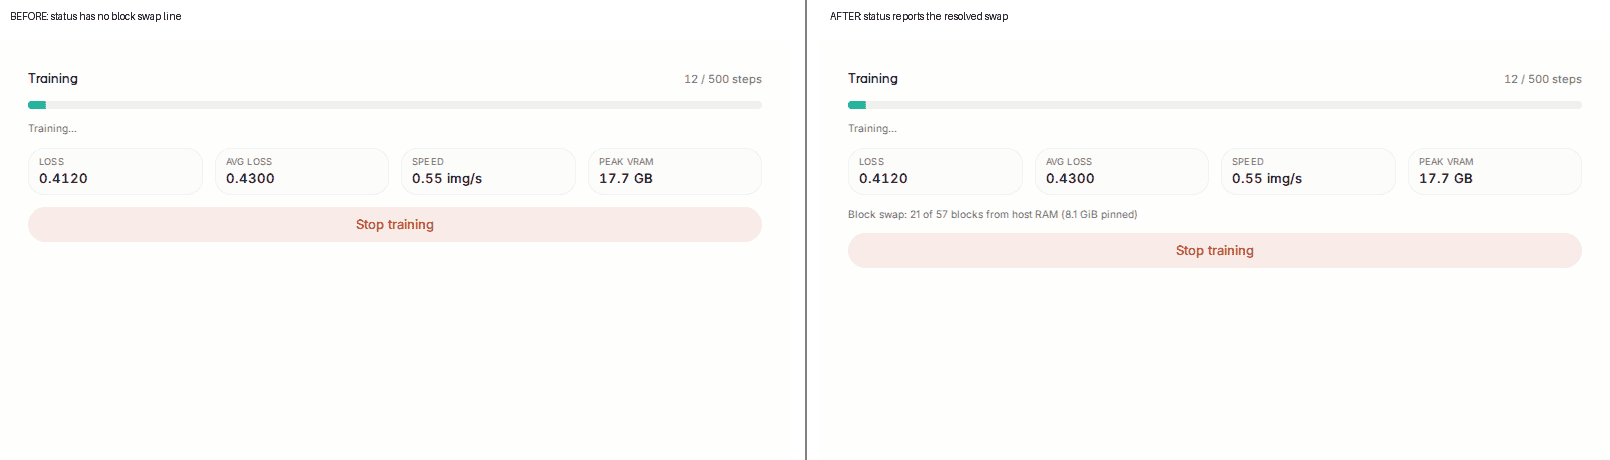 BEFORE: status has no block swap line
Training
12 / 500 steps
Training...
LOSS
0.4120
AVG LOSS
0.4300
SPEED
0.55 img/s
PEAK VRAM
17.7 GB
Stop training
AFTER: status reports the resolved swap
Training
12 / 500 steps
Training...
LOSS
0.4120
AVG LOSS
0.4300
SPEED
0.55 img/s
PEAK VRAM
17.7 GB
Block swap: 21 of 57 blocks from host RAM (8.1 GiB pinned)
Stop training